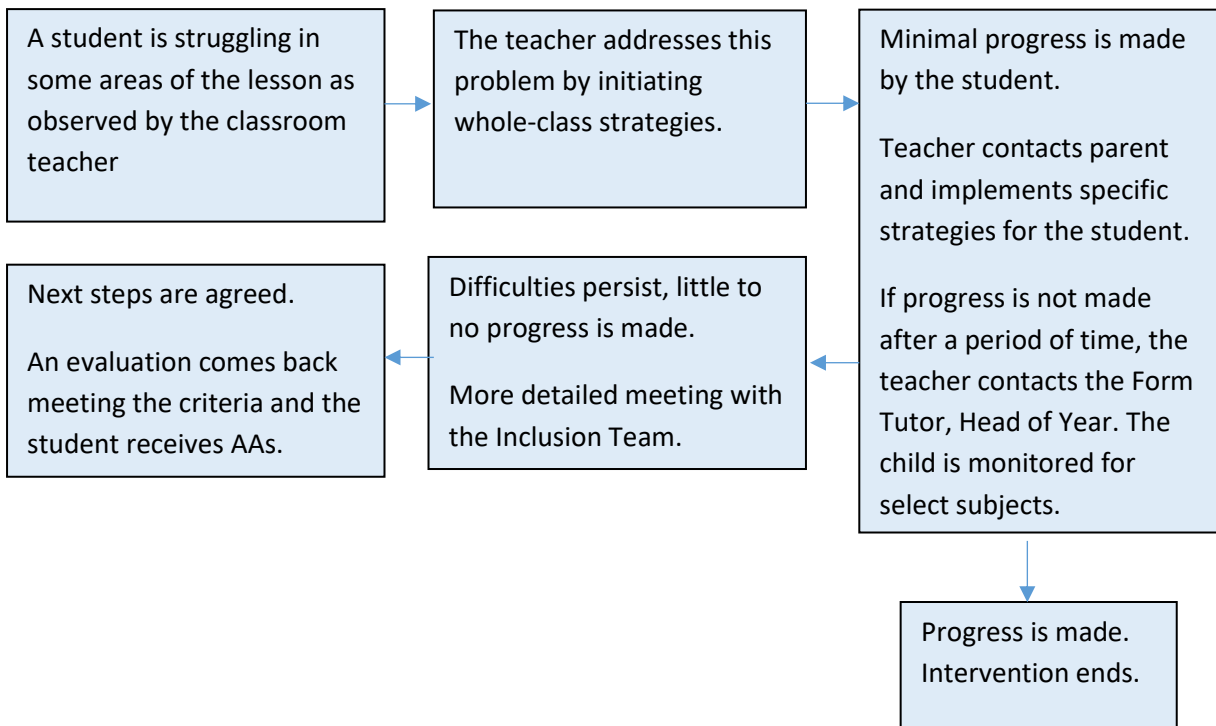 A student is struggling in
some areas of the lesson as
observed by the classroom
teacher
The teacher addresses this
problem by initiating
whole-class strategies.
Minimal progress is made
by the student.
Teacher contacts parent
and implements specific
strategies for the student.
If progress is not made
after a period of time, the
teacher contacts the Form
Tutor, Head of Year. The
child is monitored for
select subjects.
Difficulties persist, little to
no progress is made.
More detailed meeting with
the Inclusion Team.
Next steps are agreed.
An evaluation comes back
meeting the criteria and the
student receives AAs.
Progress is made.
Intervention ends.